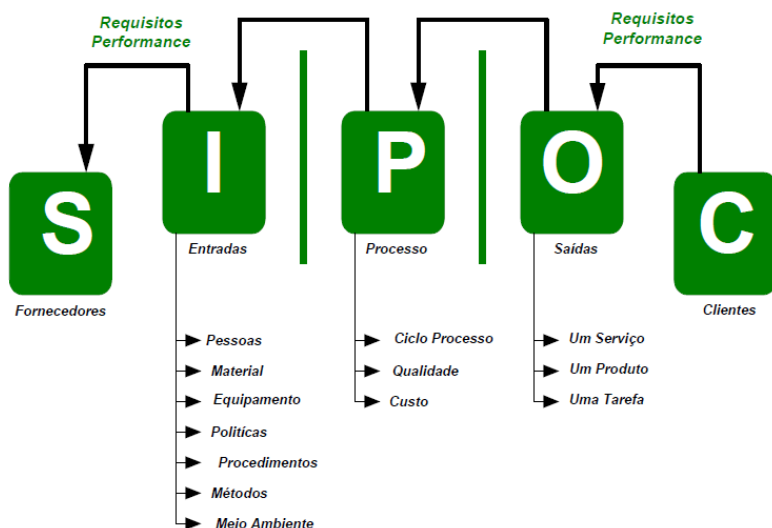 Requisitos
Performance
Requisitos
Performance
S
I
P
O
C
Fornecedores
Entradas
Processo
Saídas
Clientes
Pessoas
Material
Equipamento
Politícas
Procedimentos
Métodos
Meio Ambiente
Ciclo Processo
Qualidade
Custo
Um Serviço
Um Produto
Uma Tarefa